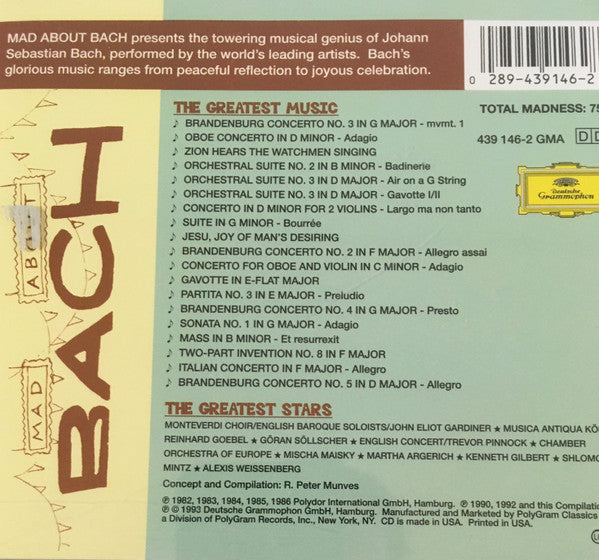 MAD ABOUT BACH presents the towering musical genius of Johann
Sebastian Bach, performed by the world's leading artists. Bach's
glorious music ranges from peaceful reflection to joyous celebration.
0 289-439146-2
MAD
ABOUT
BACH
THE GREATEST MUSIC
♪ BRANDENBURG CONCERTO NO. 3 IN G MAJOR - mvmt. 1
♪ OBOE CONCERTO IN D MINOR - Adagio
♪ ZION HEARS THE WATCHMEN SINGING
♪ ORCHESTRAL SUITE NO. 2 IN B MINOR - Badinerie
♪ ORCHESTRAL SUITE NO. 3 IN D MAJOR - Air on a G String
♪ ORCHESTRAL SUITE NO. 3 IN D MAJOR - Gavotte I/II
♪ CONCERTO IN D MINOR FOR 2 VIOLINS - Largo ma non tanto
♪ SUITE IN G MINOR - Bourrée
♪ JESU, JOY OF MAN'S DESIRING
♪ BRANDENBURG CONCERTO NO. 2 IN F MAJOR - Allegro assai
♪ CONCERTO FOR OBOE AND VIOLIN IN C MINOR - Adagio
♪ GAVOTTE IN E-FLAT MAJOR
♪ PARTITA NO. 3 IN E MAJOR - Preludio
♪ BRANDENBURG CONCERTO NO. 4 IN G MAJOR - Presto
♪ SONATA NO. 1 IN G MAJOR - Adagio
♪ MASS IN B MINOR - Et resurrexit
♪ TWO-PART INVENTION NO. 8 IN F MAJOR
♪ ITALIAN CONCERTO IN F MAJOR - Allegro
♪ BRANDENBURG CONCERTO NO. 5 IN D MAJOR - Allegro
TOTAL MADNESS: 75
439 146-2 GMA D D
Deutsche
Grammophon
THE GREATEST STARS
MONTEVERDI CHOIR/ENGLISH BAROQUE SOLOISTS/JOHN ELIOT GARDINER ★ MUSICA ANTIQUA KÖ
REINHARD GOEBEL ★ GÖRAN SÖLLSCHER ★ ENGLISH CONCERT/TREVOR PINNOCK ★ CHAMBER
ORCHESTRA OF EUROPE ★ MISCHA MAISKY ★ MARTHA ARGERICH ★ KENNETH GILBERT ★ SHLOMO
MINTZ ★ ALEXIS WEISSENBERG
Concept and Compilation: R. Peter Munves
℗ 1982, 1983, 1984, 1985, 1986 Polydor International GmbH, Hamburg. ℗ 1990, 1992 and this Compilatio
℗ © 1993 Deutsche Grammophon GmbH, Hamburg. Manufactured and Marketed by PolyGram Classics
a Division of PolyGram Records, Inc., New York, NY. CD is made in USA. Printed in USA.